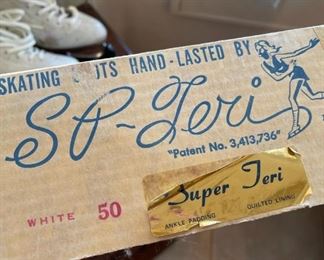 SKATING BOOTS HAND-LASTED BY
SP-Teri
"Patent No. 3,413,736"
Super Teri
WHITE 50
ANKLE PADDING QUILTED LINING